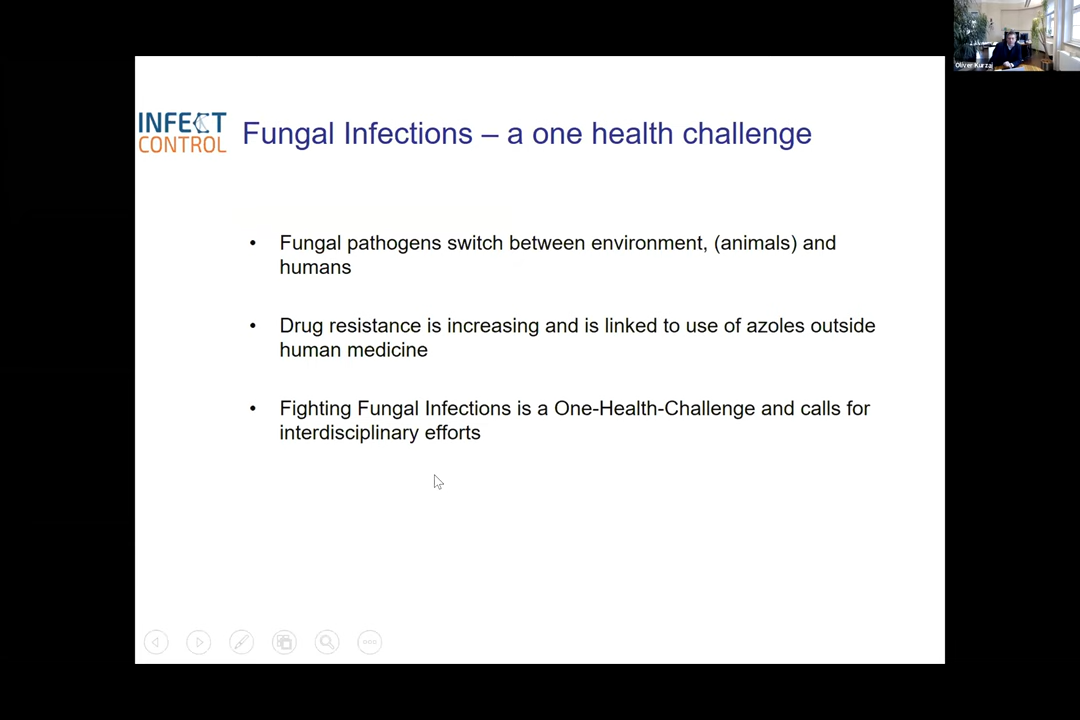 Oliver Kurzai
INFECT
CONTROL
Fungal Infections – a one health challenge
• Fungal pathogens switch between environment, (animals) and
humans
• Drug resistance is increasing and is linked to use of azoles outside
human medicine
• Fighting Fungal Infections is a One-Health-Challenge and calls for
interdisciplinary efforts